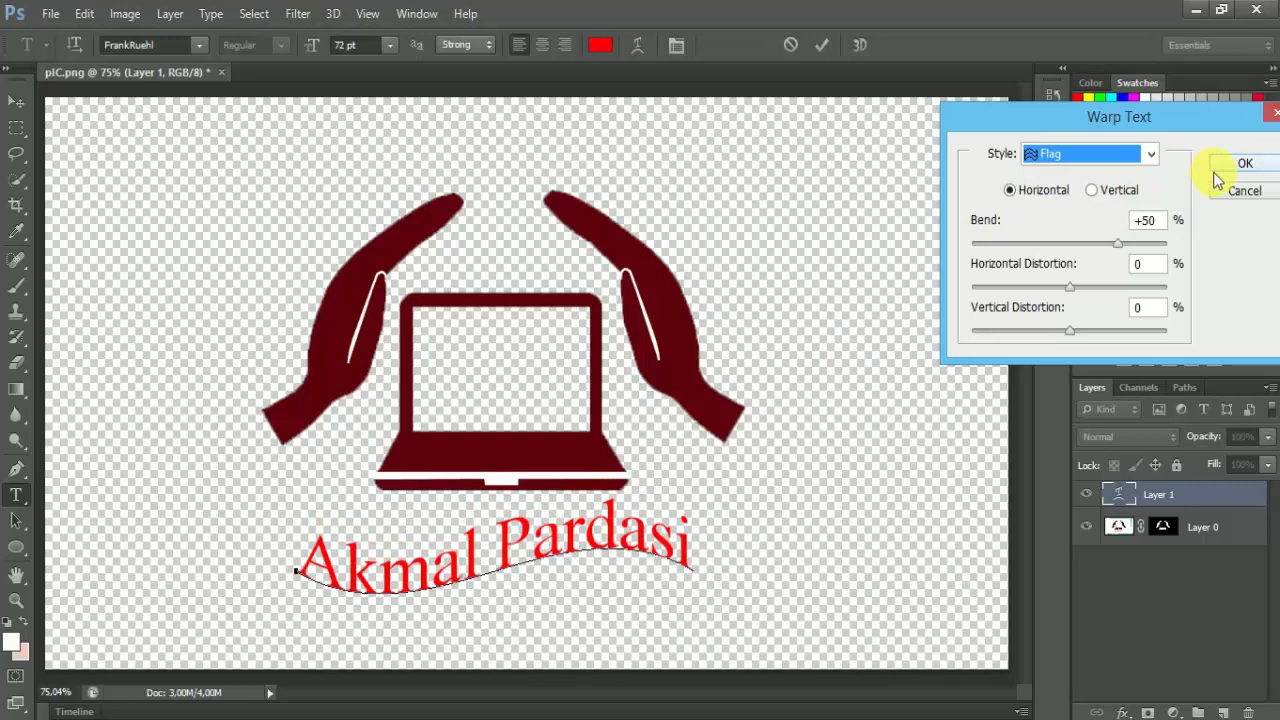 Ps File Edit Image Layer Type Select Filter 3D View Window Help
T FrankRuehl Regular 72 pt Strong 3D Essentials
pIC.png @ 75% (Layer 1, RGB/8) * ×
Color Swatches
Warp Text
Style: Flag OK
Horizontal Vertical Cancel
Bend: +50 %
Horizontal Distortion: 0 %
Vertical Distortion: 0 %
Layers Channels Paths
Kind
Normal Opacity: 100%
Lock: Fill: 100%
Layer 1
Layer 0
Akmal Pardasi
75,04% Doc: 3,00M/4,00M
Timeline